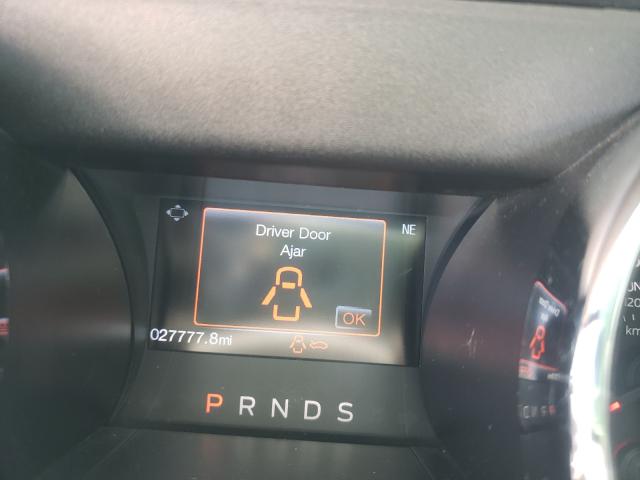 NE
Driver Door
Ajar
OK
027777.8mi
P R N D S